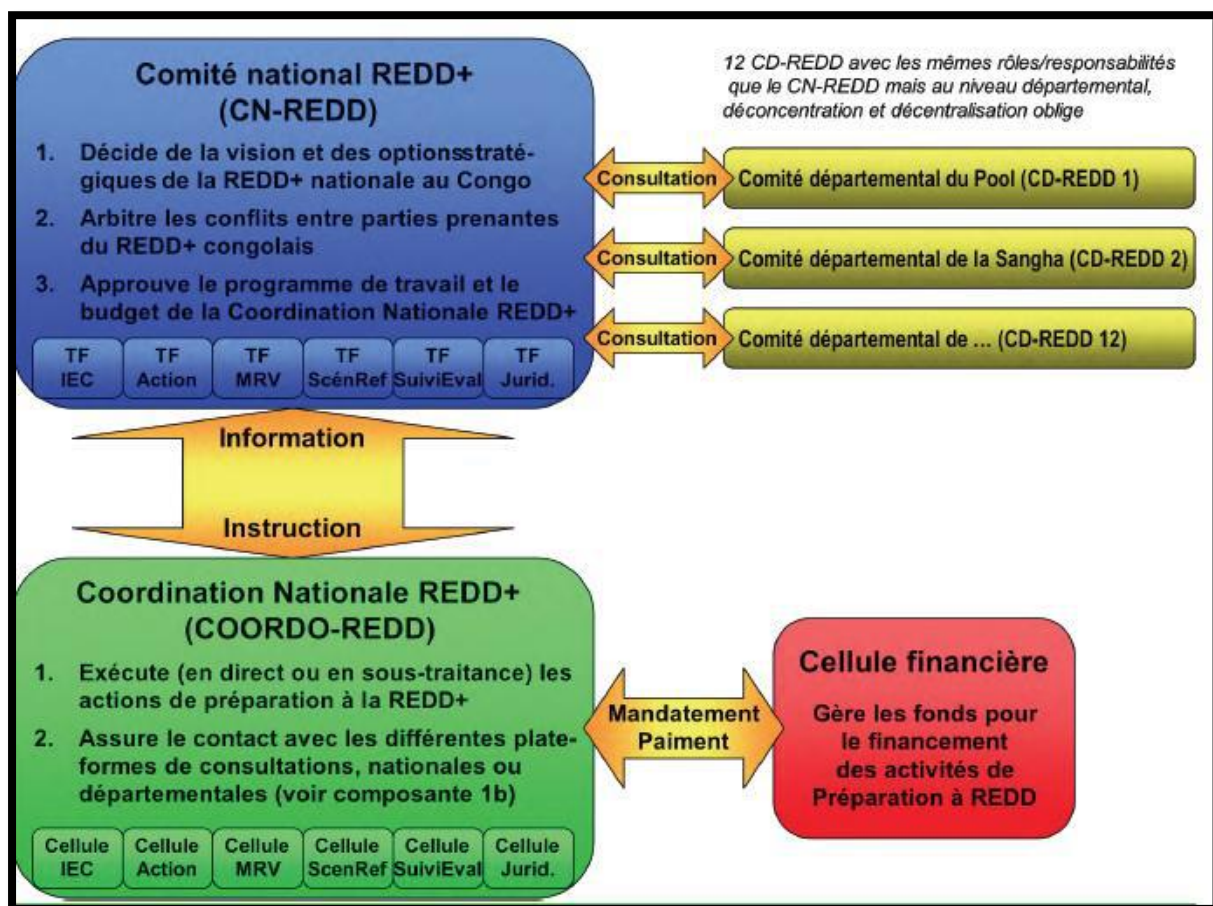 Comité national REDD+
(CN-REDD)
1. Décide de la vision et des optionsstraté-
giques de la REDD+ nationale au Congo
2. Arbitre les conflits entre parties prenantes
du REDD+ congolais
3. Approuve le programme de travail et le
budget de la Coordination Nationale REDD+
TF IEC
TF Action
TF MRV
TF ScénRef
TF SuiviEval
TF Jurid.
12 CD-REDD avec les mêmes rôles/responsabilités
que le CN-REDD mais au niveau départemental,
déconcentration et décentralisation oblige
Consultation
Comité départemental du Pool (CD-REDD 1)
Consultation
Comité départemental de la Sangha (CD-REDD 2)
Consultation
Comité départemental de ... (CD-REDD 12)
Information
Instruction
Coordination Nationale REDD+
(COORDO-REDD)
1. Exécute (en direct ou en sous-traitance) les
actions de préparation à la REDD+
2. Assure le contact avec les différentes plate-
formes de consultations, nationales ou
départementales (voir composante 1b)
Cellule IEC
Cellule Action
Cellule MRV
Cellule ScenRef
Cellule SuiviEval
Cellule Jurid.
Mandatement
Paiment
Cellule financière
Gère les fonds pour
le financement
des activités de
Préparation à REDD